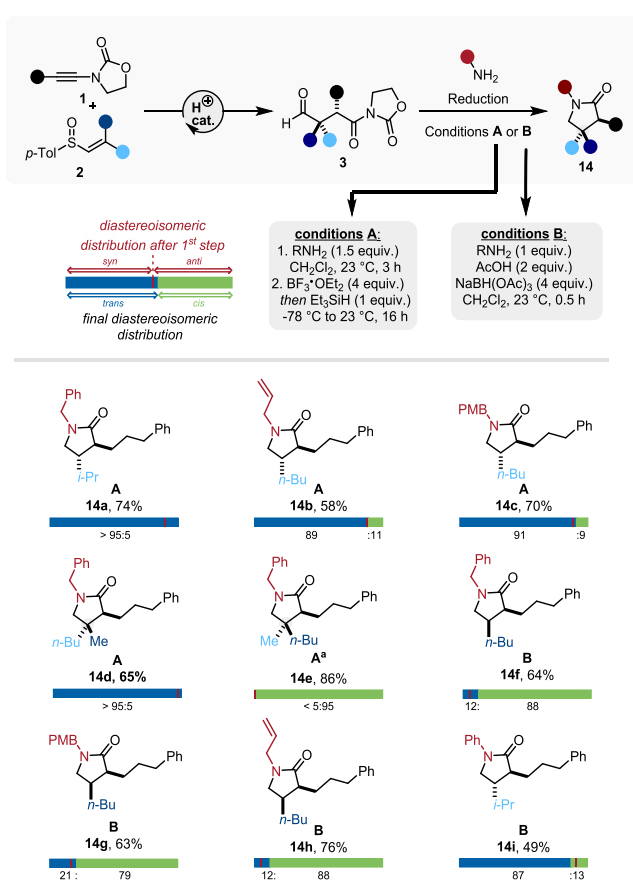 O
O
N
1
+
O
S
p-Tol
2
H⊕
cat.
O
H
O
N
O
O
3
NH2
Reduction
Conditions A or B
N
O
14
diastereoisomeric
distribution after 1st step
syn
anti
trans
cis
final diastereoisomeric
distribution
conditions A:
1. RNH2 (1.5 equiv.)
CH2Cl2, 23 °C, 3 h
2. BF3•OEt2 (4 equiv.)
then Et3SiH (1 equiv.)
-78 °C to 23 °C, 16 h
conditions B:
RNH2 (1 equiv.)
AcOH (2 equiv.)
NaBH(OAc)3 (4 equiv.)
CH2Cl2, 23 °C, 0.5 h
Ph
N
O
Ph
i-Pr
A
14a, 74%
> 95:5
N
O
Ph
n-Bu
A
14b, 58%
89 :11
PMB
N
O
Ph
n-Bu
A
14c, 70%
91 :9
Ph
N
O
Ph
n-Bu Me
A
14d, 65%
> 95:5
Ph
N
O
Ph
Me n-Bu
Aa
14e, 86%
< 5:95
Ph
N
O
Ph
n-Bu
B
14f, 64%
12: 88
PMB
N
O
Ph
n-Bu
B
14g, 63%
21 : 79
N
O
Ph
n-Bu
B
14h, 76%
12: 88
Ph
N
O
Ph
i-Pr
B
14i, 49%
87 :13